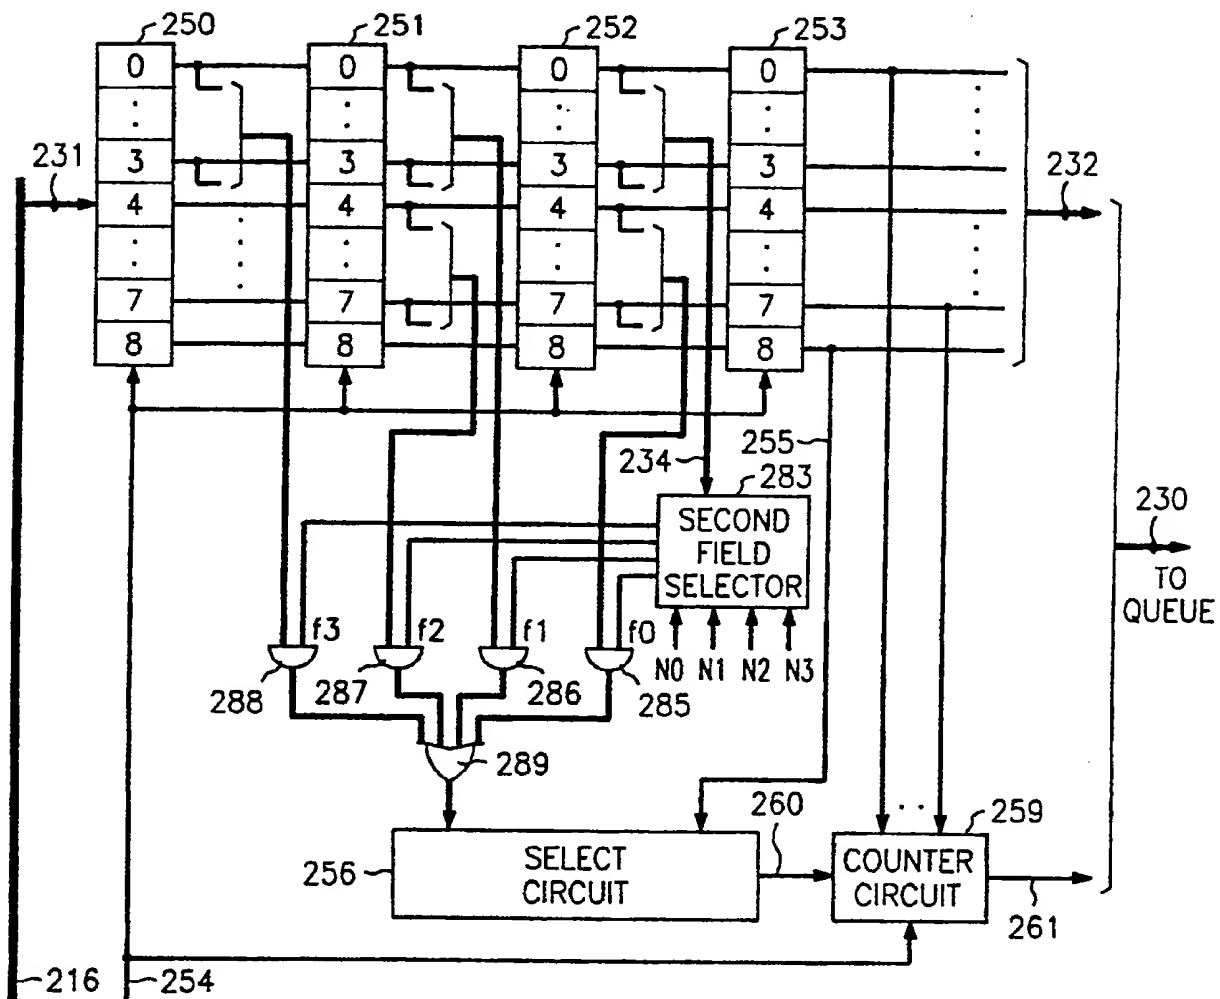 250 251 252 253
0 0 0 0
3 3 3 3
231 232
4 4 4 4
7 7 7 7
8 8 8 8
255
234
283
SECOND
FIELD
SELECTOR
230
TO
QUEUE
f3 f2 f1 f0
N0 N1 N2 N3
288 287 286 285
289
260 259
256
SELECT
CIRCUIT
COUNTER
CIRCUIT
261
216 254